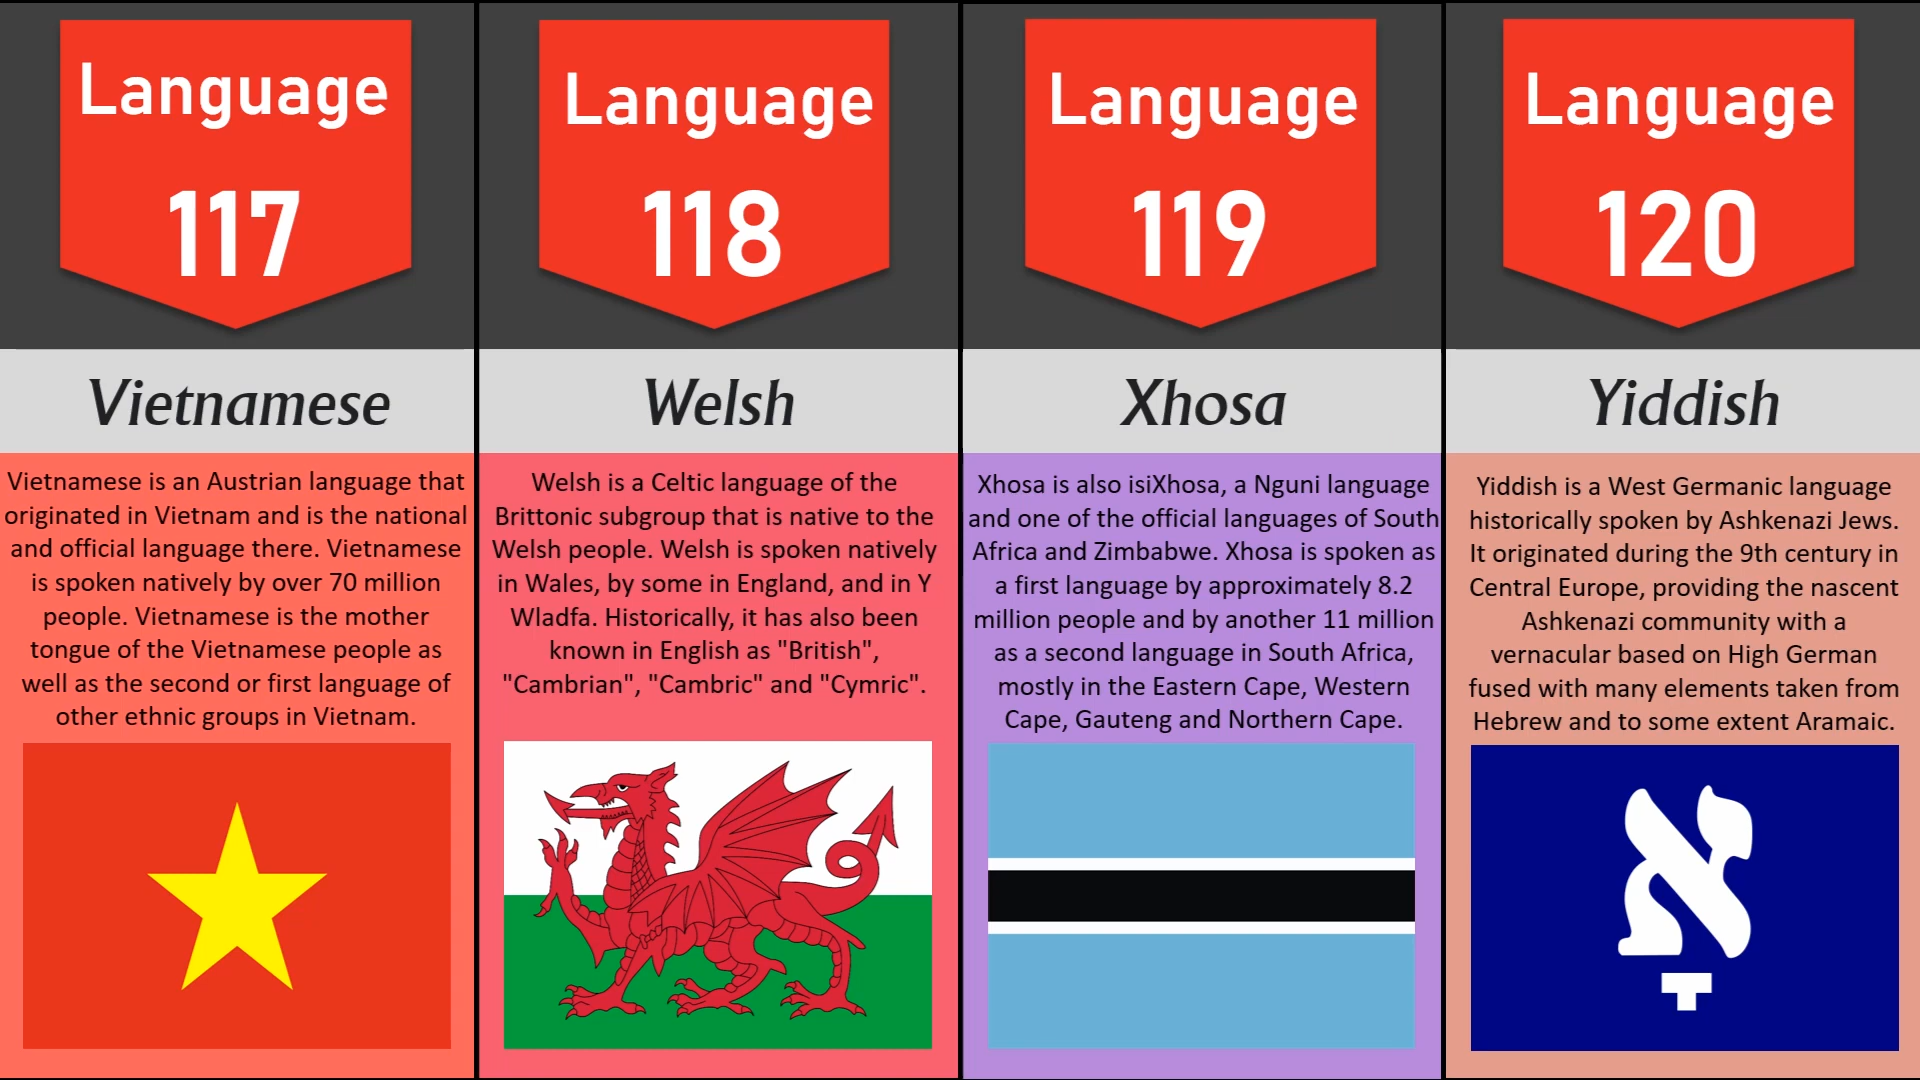 Language
117
Vietnamese
Vietnamese is an Austrian language that
originated in Vietnam and is the national
and official language there. Vietnamese
is spoken natively by over 70 million
people. Vietnamese is the mother
tongue of the Vietnamese people as
well as the second or first language of
other ethnic groups in Vietnam.
Language
118
Welsh
Welsh is a Celtic language of the
Brittonic subgroup that is native to the
Welsh people. Welsh is spoken natively
in Wales, by some in England, and in Y
Wladfa. Historically, it has also been
known in English as "British",
"Cambrian", "Cambric" and "Cymric".
Language
119
Xhosa
Xhosa is also isiXhosa, a Nguni language
and one of the official languages of South
Africa and Zimbabwe. Xhosa is spoken as
a first language by approximately 8.2
million people and by another 11 million
as a second language in South Africa,
mostly in the Eastern Cape, Western
Cape, Gauteng and Northern Cape.
Language
120
Yiddish
Yiddish is a West Germanic language
historically spoken by Ashkenazi Jews.
It originated during the 9th century in
Central Europe, providing the nascent
Ashkenazi community with a
vernacular based on High German
fused with many elements taken from
Hebrew and to some extent Aramaic.
אָ